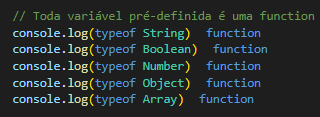 // Toda variável pré-definida é uma function
console.log(typeof String)  function
console.log(typeof Boolean)  function
console.log(typeof Number)  function
console.log(typeof Object)  function
console.log(typeof Array)  function